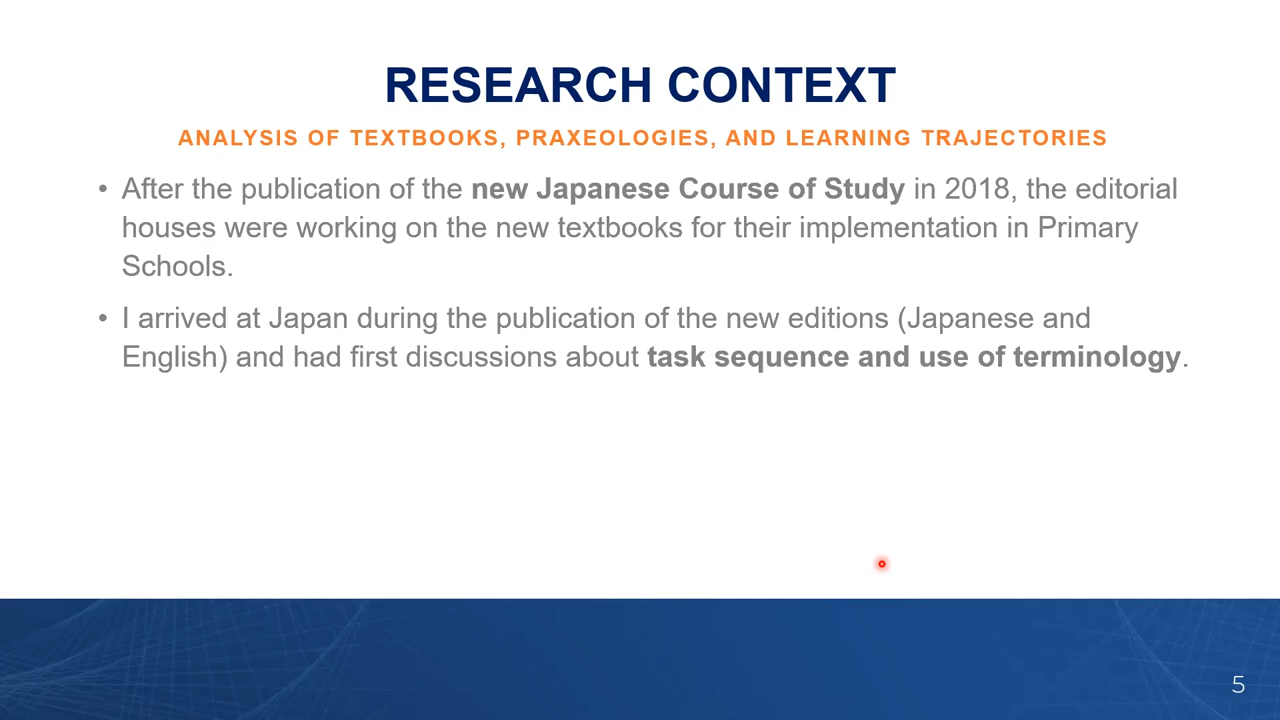 RESEARCH CONTEXT
ANALYSIS OF TEXTBOOKS, PRAXEOLOGIES, AND LEARNING TRAJECTORIES
• After the publication of the new Japanese Course of Study in 2018, the editorial
houses were working on the new textbooks for their implementation in Primary
Schools.
• I arrived at Japan during the publication of the new editions (Japanese and
English) and had first discussions about task sequence and use of terminology.
5